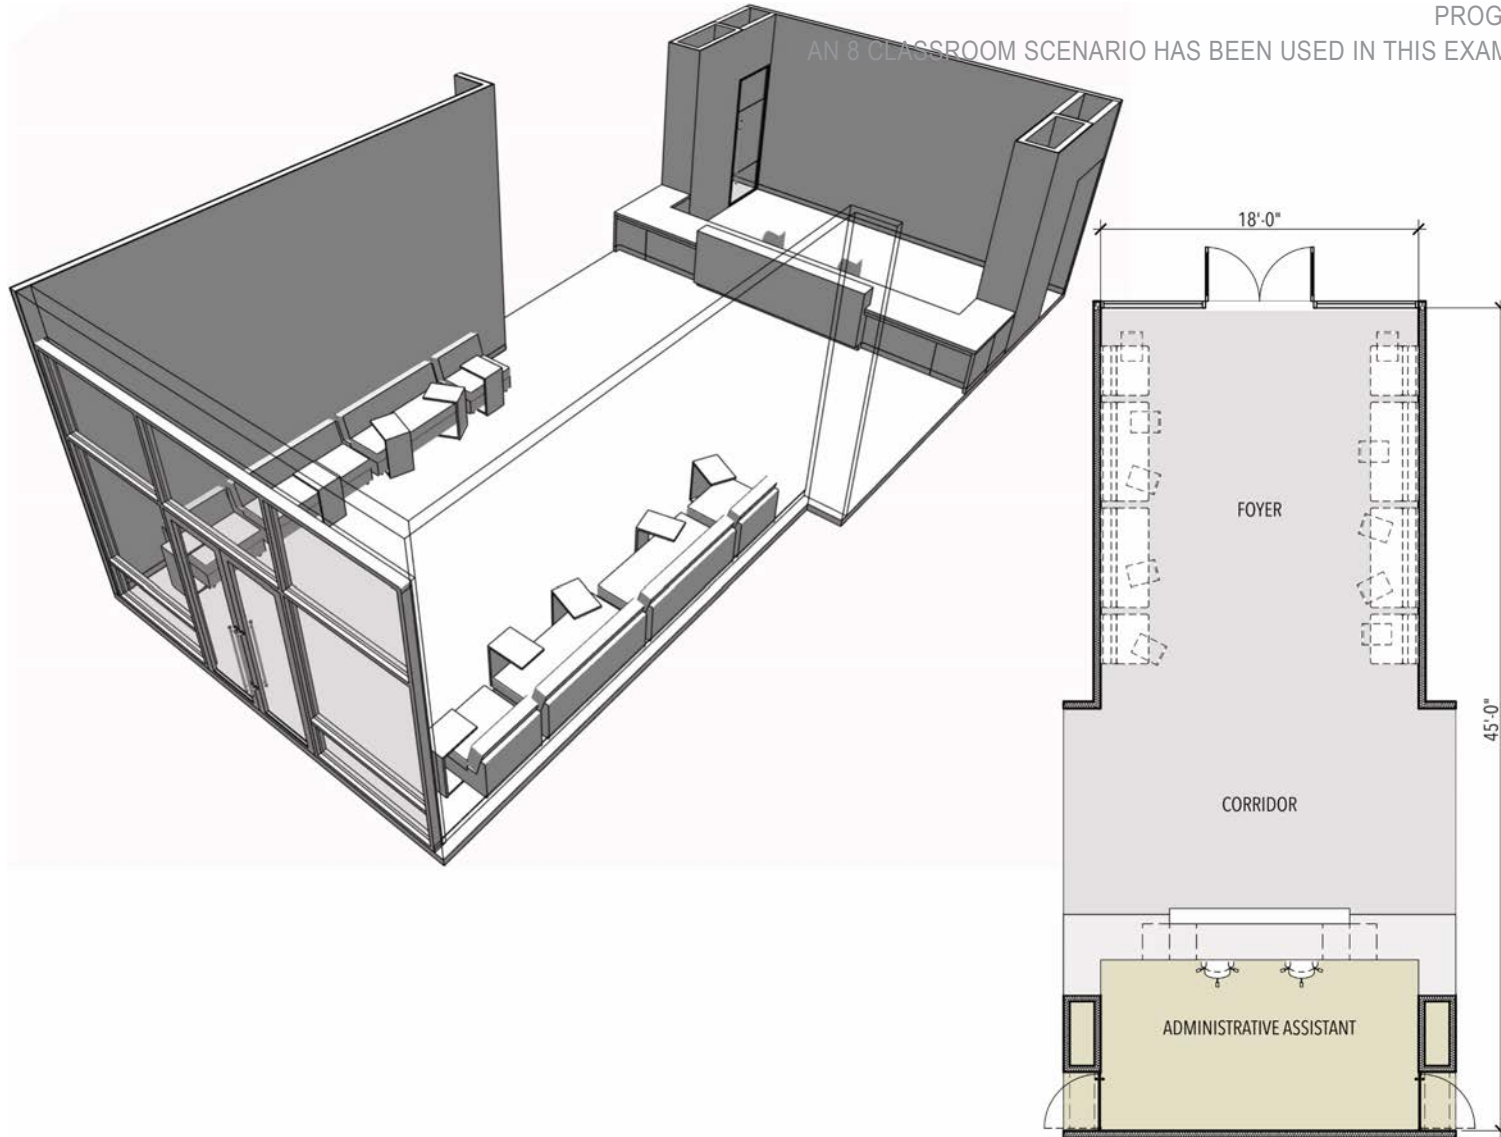 PROG
AN 8 CLASSROOM SCENARIO HAS BEEN USED IN THIS EXAM
18'-0"
FOYER
45'-0"
CORRIDOR
ADMINISTRATIVE ASSISTANT